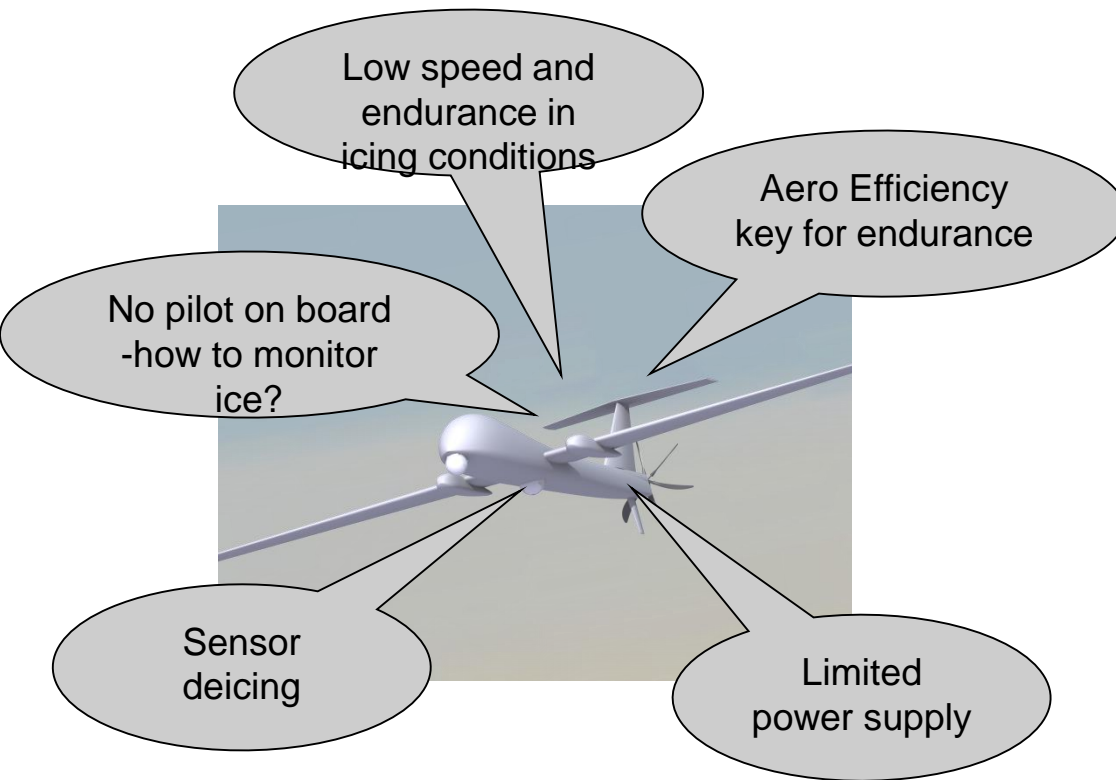 Low speed and
endurance in
icing conditions
Aero Efficiency
key for endurance
No pilot on board
-how to monitor
ice?
Sensor
deicing
Limited
power supply